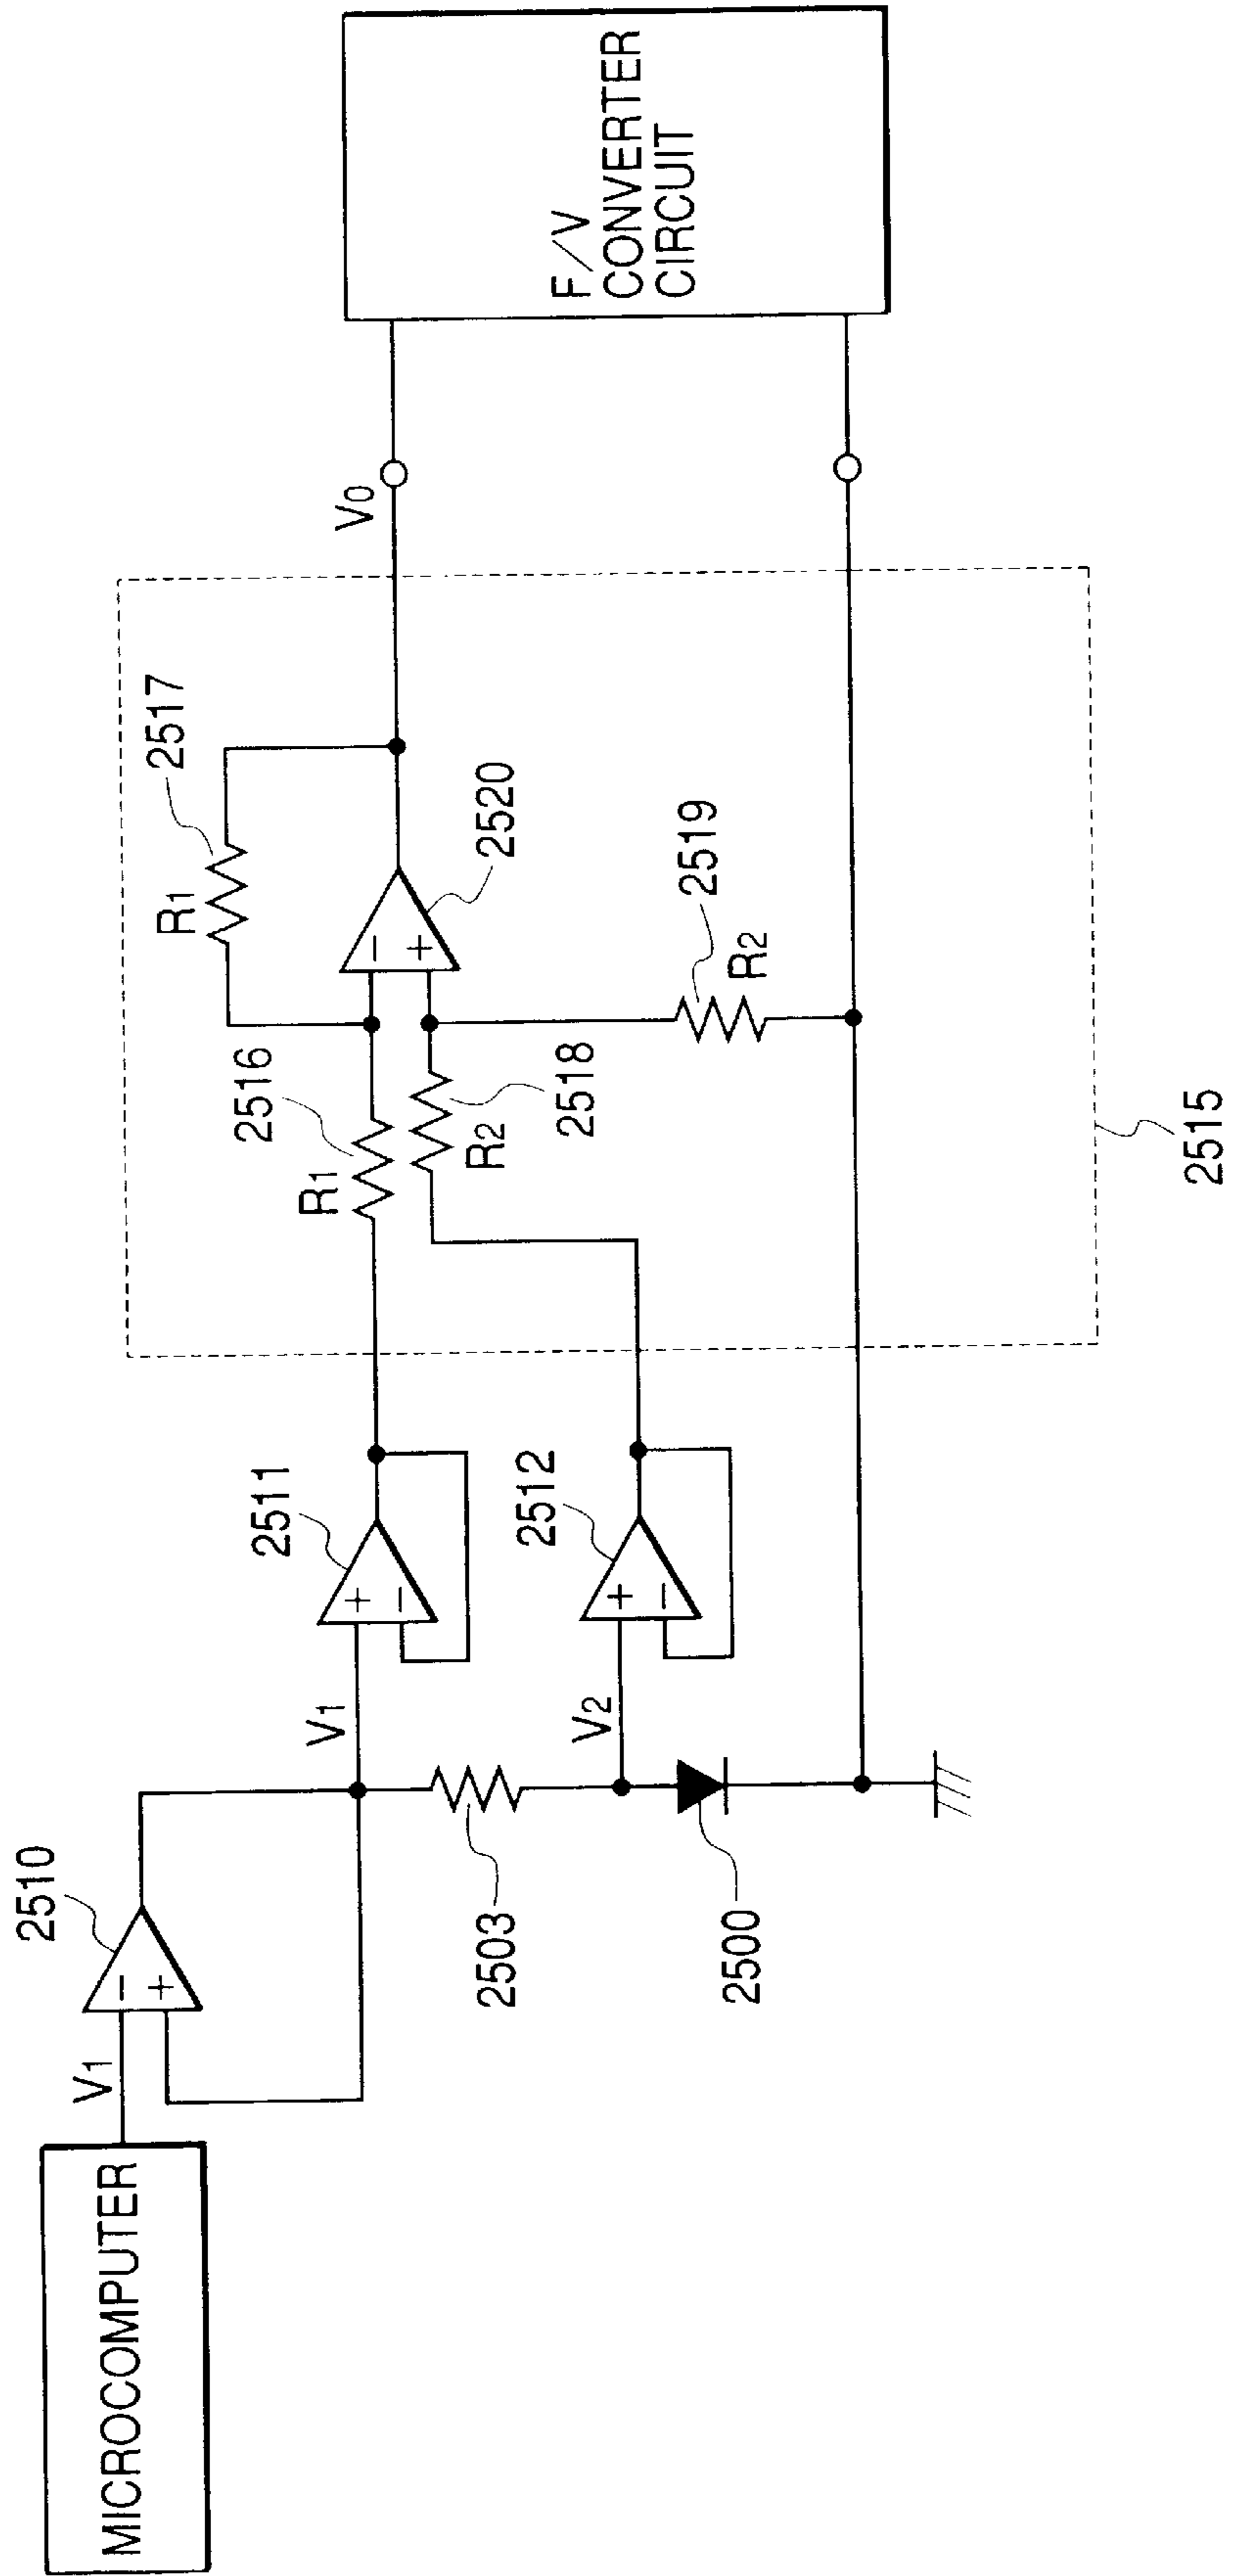 MICROCOMPUTER
V1
−
+
2510
V1
+
−
2511
2503
V2
+
−
2512
2500
R1
2516
R2
2518
R1
2517
−
+
2520
R2
2519
2515
V0
F/V
CONVERTER
CIRCUIT